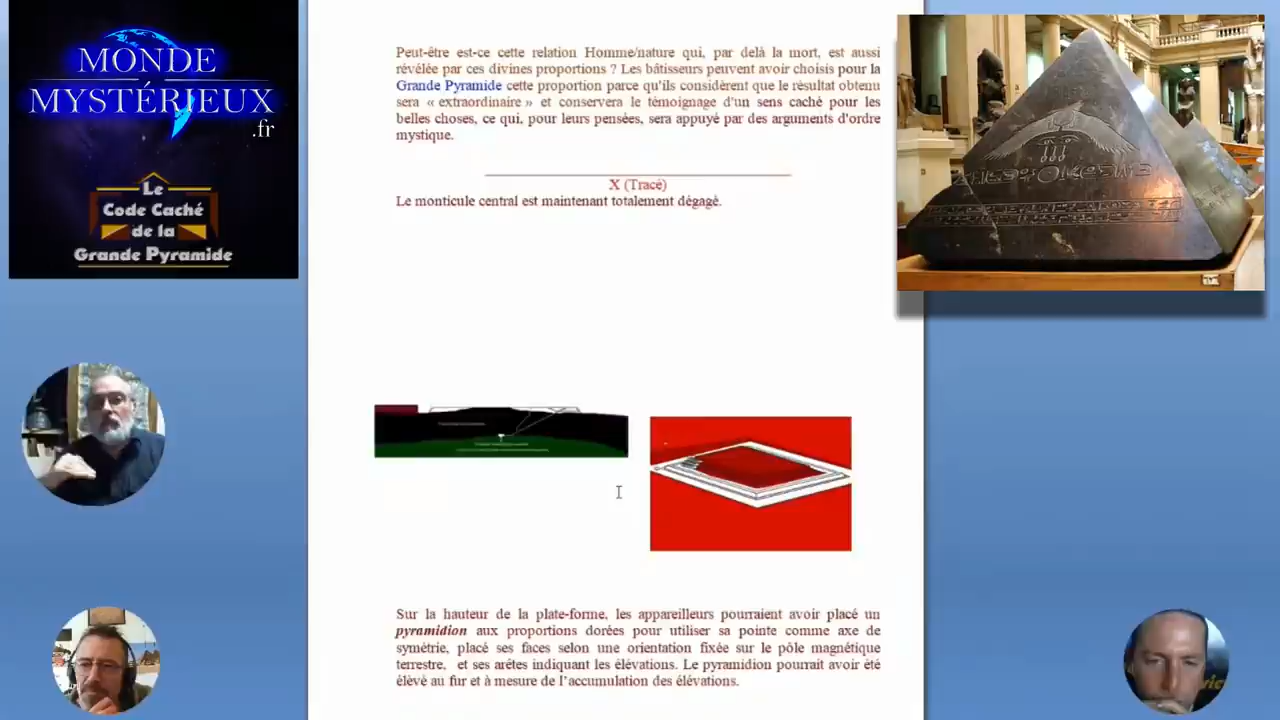 MONDE
MYSTÉRIEUX
.fr
Le
Code Caché
de la
Grande Pyramide
Peut-être est-ce cette relation Homme/nature qui, par delà la mort, est aussi
révélée par ces divines proportions ? Les bâtisseurs peuvent avoir choisis pour la
Grande Pyramide cette proportion parce qu'ils considèrent que le résultat obtenu
sera « extraordinaire » et conservera le témoignage d'un sens caché pour les
belles choses, ce qui, pour leurs pensées, sera appuyé par des arguments d'ordre
mystique.
X (Tracé)
Le monticule central est maintenant totalement dégagé.
Sur la hauteur de la plate-forme, les appareilleurs pourraient avoir placé un
pyramidion aux proportions dorées pour utiliser sa pointe comme axe de
symétrie, placé ses faces selon une orientation fixée sur le pôle magnétique
terrestre, et ses arêtes indiquant les élévations. Le pyramidion pourrait avoir été
élevé au fur et à mesure de l'accumulation des élévations.